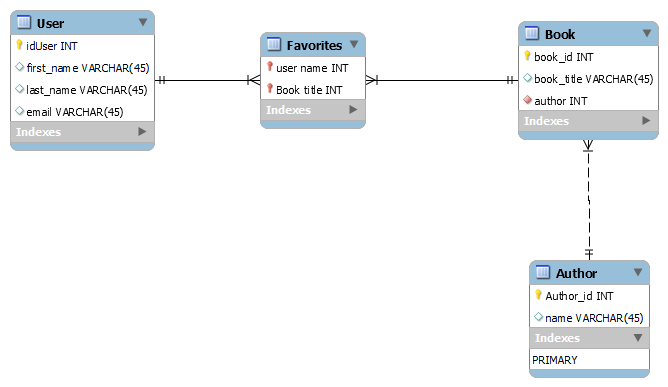 User
idUser INT
first_name VARCHAR(45)
last_name VARCHAR(45)
email VARCHAR(45)
Indexes
Favorites
user name INT
Book title INT
Indexes
Book
book_id INT
book_title VARCHAR(45)
author INT
Indexes
Author
Author_id INT
name VARCHAR(45)
Indexes
PRIMARY